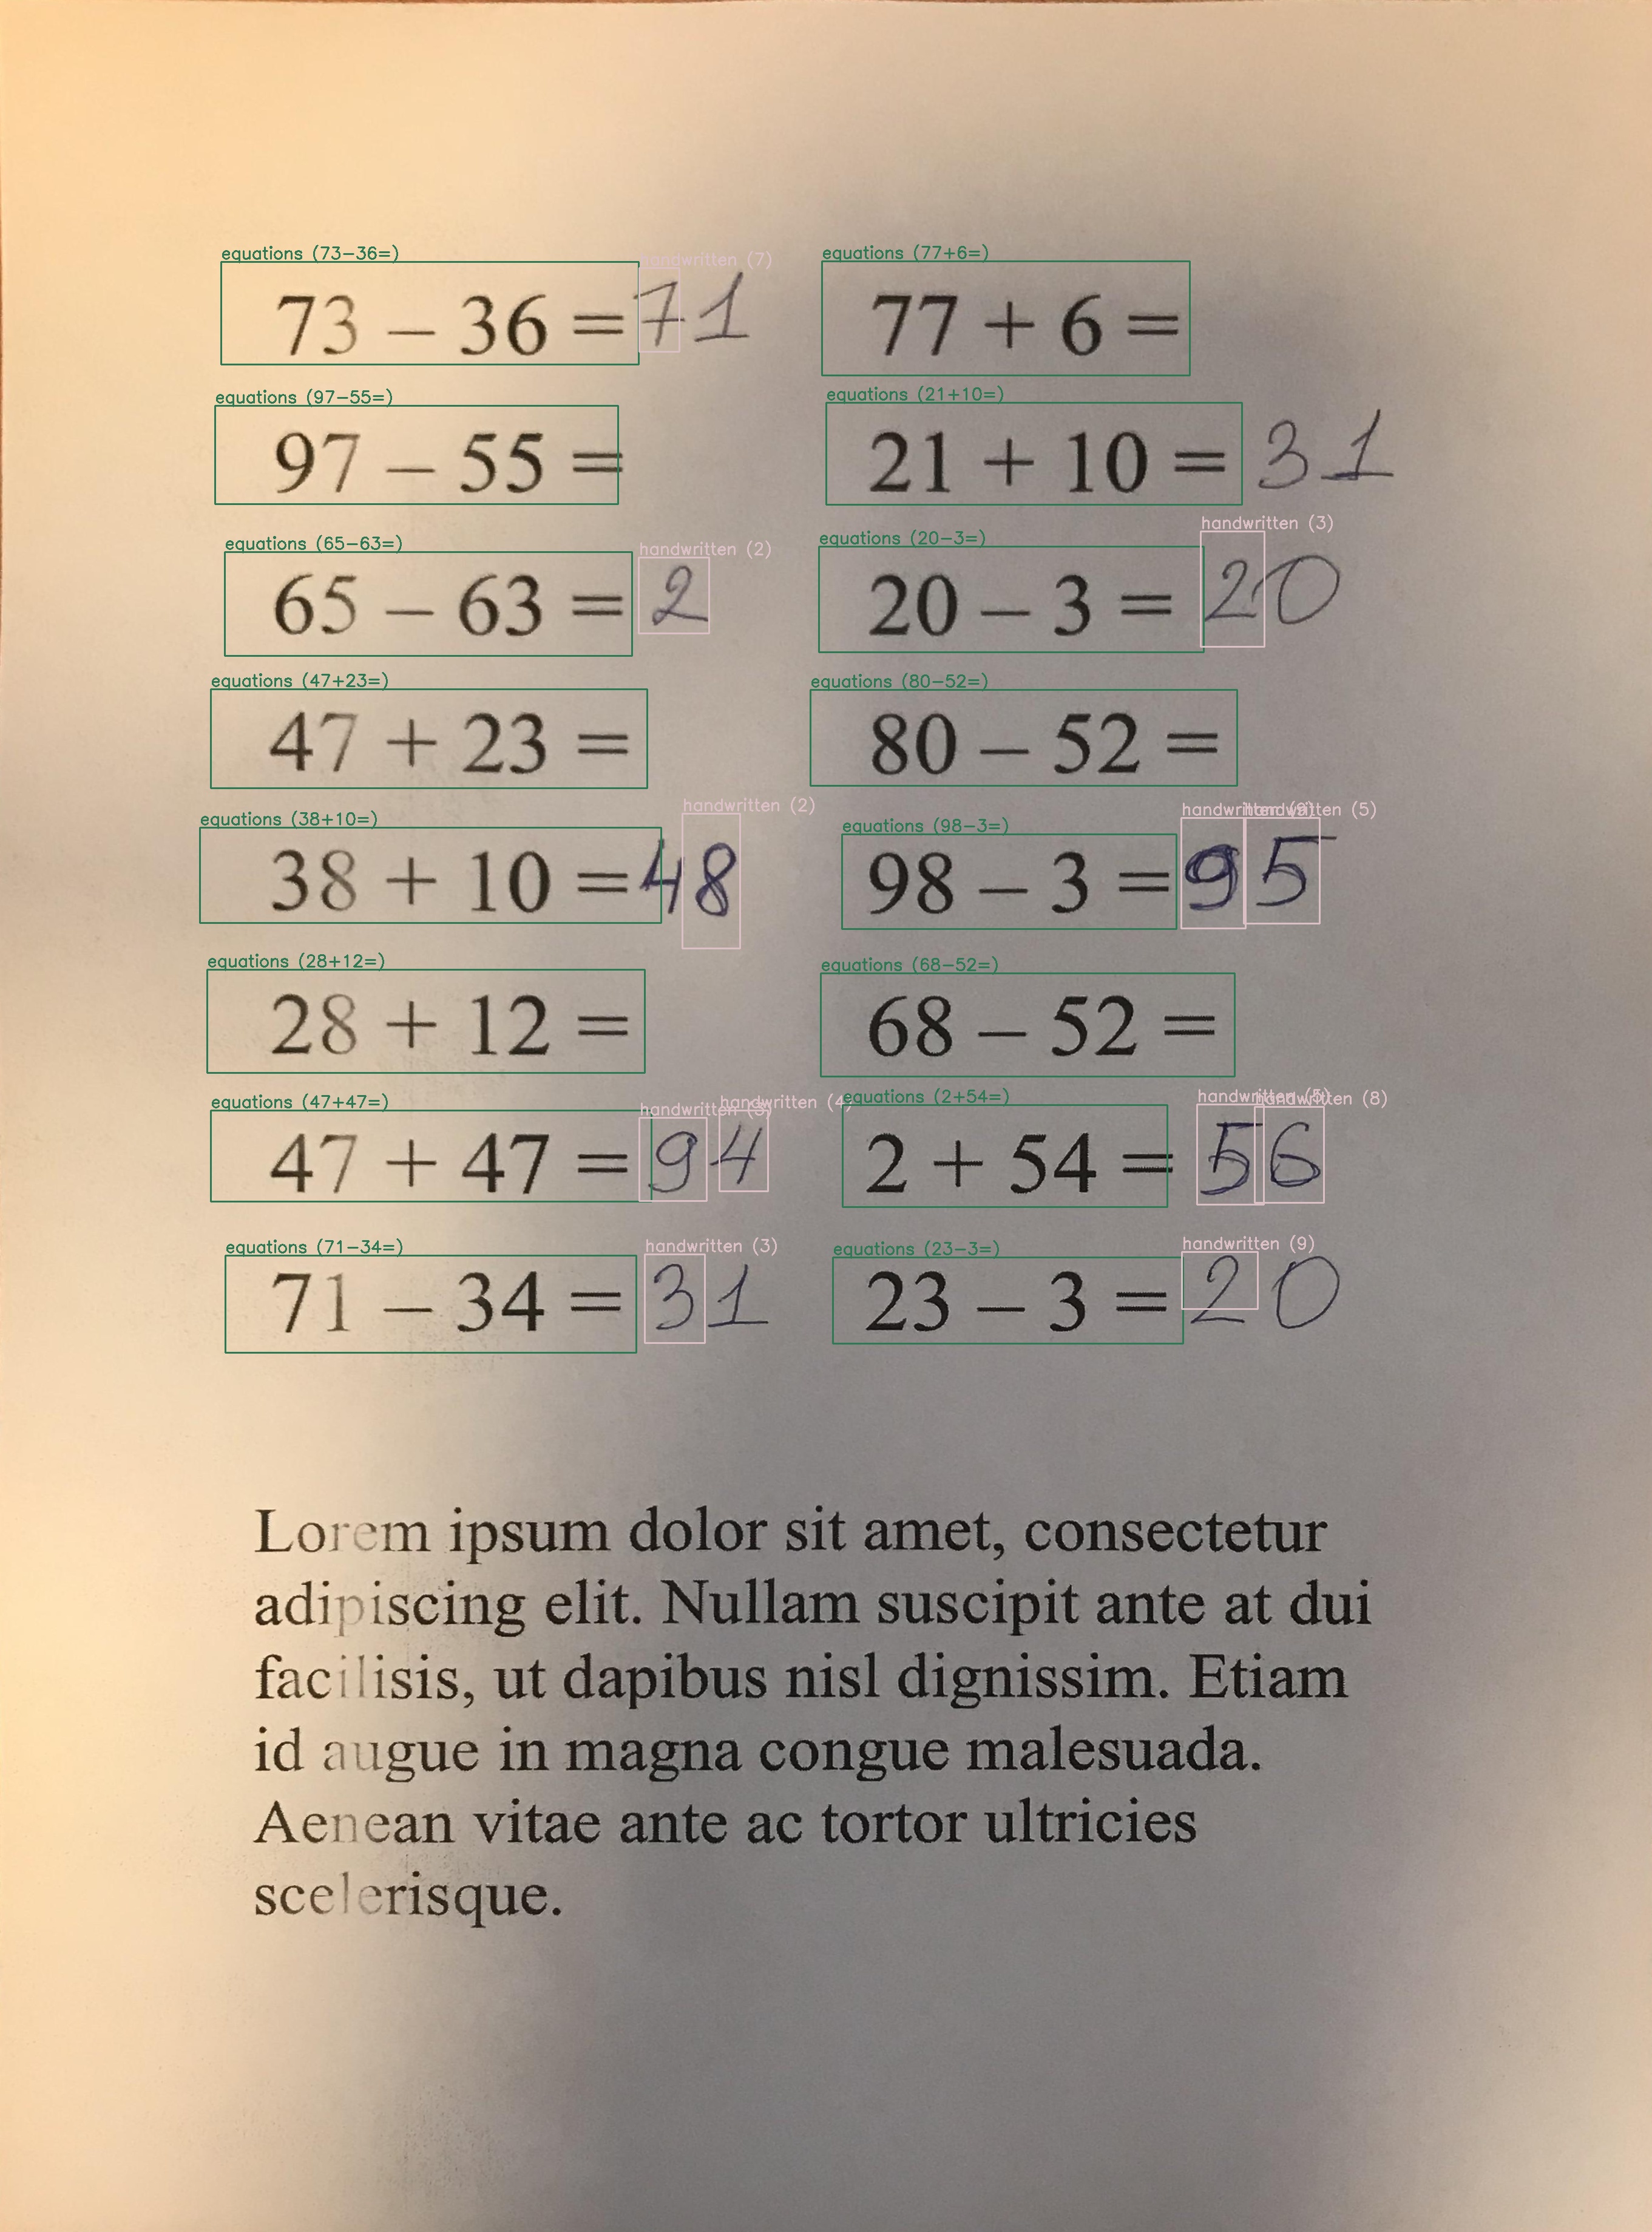 equations (73-36=) handwritten (7) equations (77+6=)
73 – 36 = 71 77 + 6 =
equations (97-55=) equations (21+10=)
97 – 55 = 21 + 10 = 31
equations (65-63=) handwritten (2) equations (20-3=) handwritten (3)
65 – 63 = 2 20 – 3 = 20
equations (47+23=) equations (80-52=)
47 + 23 = 80 – 52 =
equations (38+10=) handwritten (2) equations (98-3=) handwritten (9) handwritten (5)
38 + 10 = 48 98 – 3 = 95
equations (28+12=) equations (68-52=)
28 + 12 = 68 – 52 =
equations (47+47=) handwritten handwritten (4) equations (2+54=) handwritten (5) handwritten (8)
47 + 47 = 94 2 + 54 = 56
equations (71-34=) handwritten (3) equations (23-3=) handwritten (9)
71 – 34 = 31 23 – 3 = 20
Lorem ipsum dolor sit amet, consectetur
adipiscing elit. Nullam suscipit ante at dui
facilisis, ut dapibus nisl dignissim. Etiam
id augue in magna congue malesuada.
Aenean vitae ante ac tortor ultricies
scelerisque.